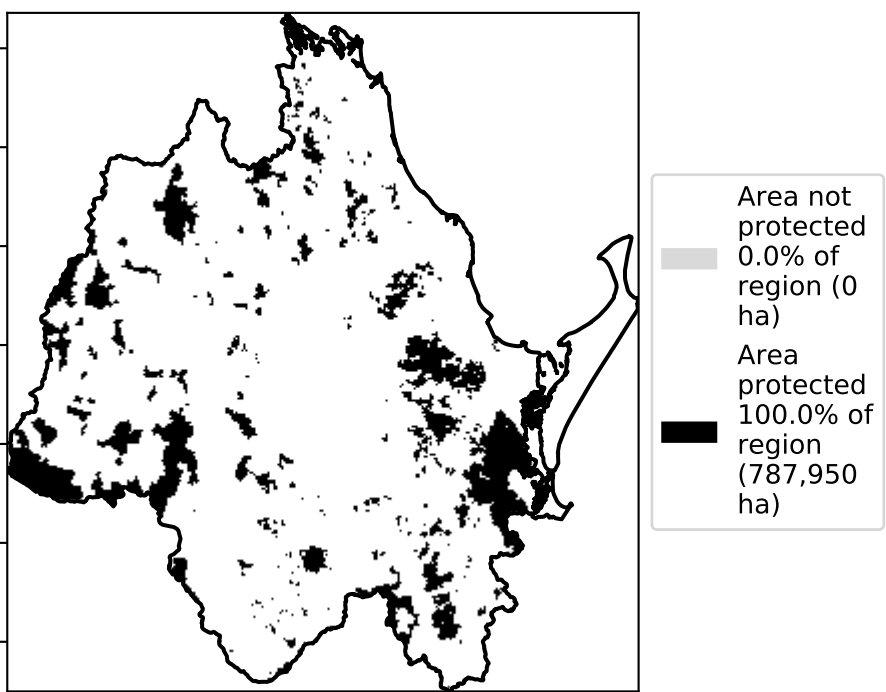 Area not
protected
0.0% of
region (0
ha)
Area
protected
100.0% of
region
(787,950
ha)